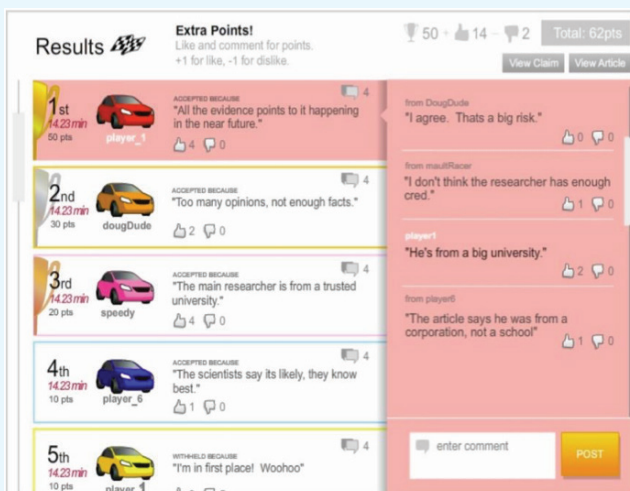 Results
Extra Points!
Like and comment for points.
+1 for like, -1 for dislike.
50 + 14 - 2
Total: 62pts
View Claim
View Article
1st
14.23 min
50 pts
player_1
ACCEPTED BECAUSE
4
"All the evidence points to it happening
in the near future."
4 0
2nd
14.23 min
30 pts
dougDude
ACCEPTED BECAUSE
4
"Too many opinions, not enough facts."
2 0
3rd
14.23 min
20 pts
speedy
ACCEPTED BECAUSE
4
"The main researcher is from a trusted
university."
4 0
4th
14.23 min
10 pts
player_6
ACCEPTED BECAUSE
4
"The scientists say its likely, they know
best."
1 0
5th
14.23 min
10 pts
WITHHELD BECAUSE
4
"I'm in first place! Woohoo"
from DougDude
"I agree. Thats a big risk."
0 0
from
"I don't think the researcher has enough
cred."
1 0
player1
"He's from a big university."
2 0
from player6
"The article says he was from a
corporation, not a school"
1 0
enter comment
POST